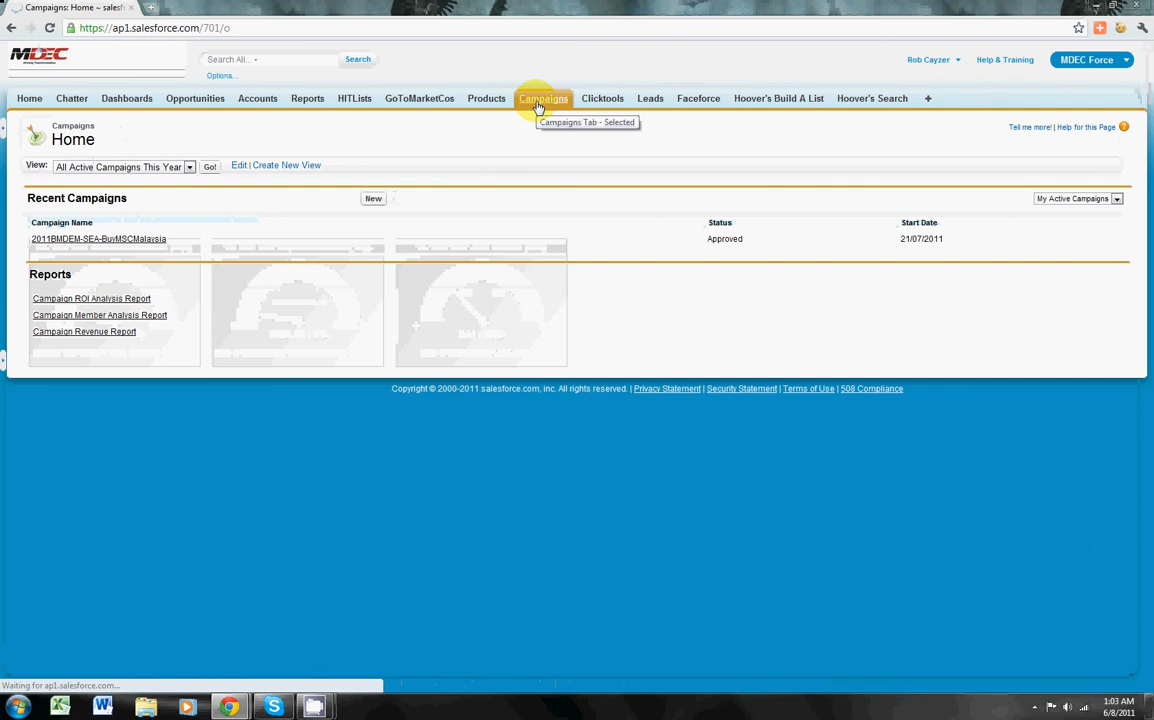 Campaigns: Home ~ salesf
https://ap1.salesforce.com/701/o
MDEC
Search All...
Search
Options...
Rob Cayzer
Help & Training
MDEC Force
Home Chatter Dashboards Opportunities Accounts Reports HITLists GoToMarketCos Products Campaigns Clicktools Leads Faceforce Hoover's Build A List Hoover's Search +
Campaigns Tab - Selected
Campaigns
Home
Tell me more! | Help for this Page ?
View: All Active Campaigns This Year Go! Edit | Create New View
Recent Campaigns New My Active Campaigns
Campaign Name Status Start Date
2011BMDEM-SEA-BuyMSCMalaysia Approved 21/07/2011
Reports
Campaign ROI Analysis Report
Campaign Member Analysis Report
Campaign Revenue Report
Copyright © 2000-2011 salesforce.com, inc. All rights reserved. | Privacy Statement | Security Statement | Terms of Use | 508 Compliance
Waiting for ap1.salesforce.com...
1:03 AM
6/8/2011